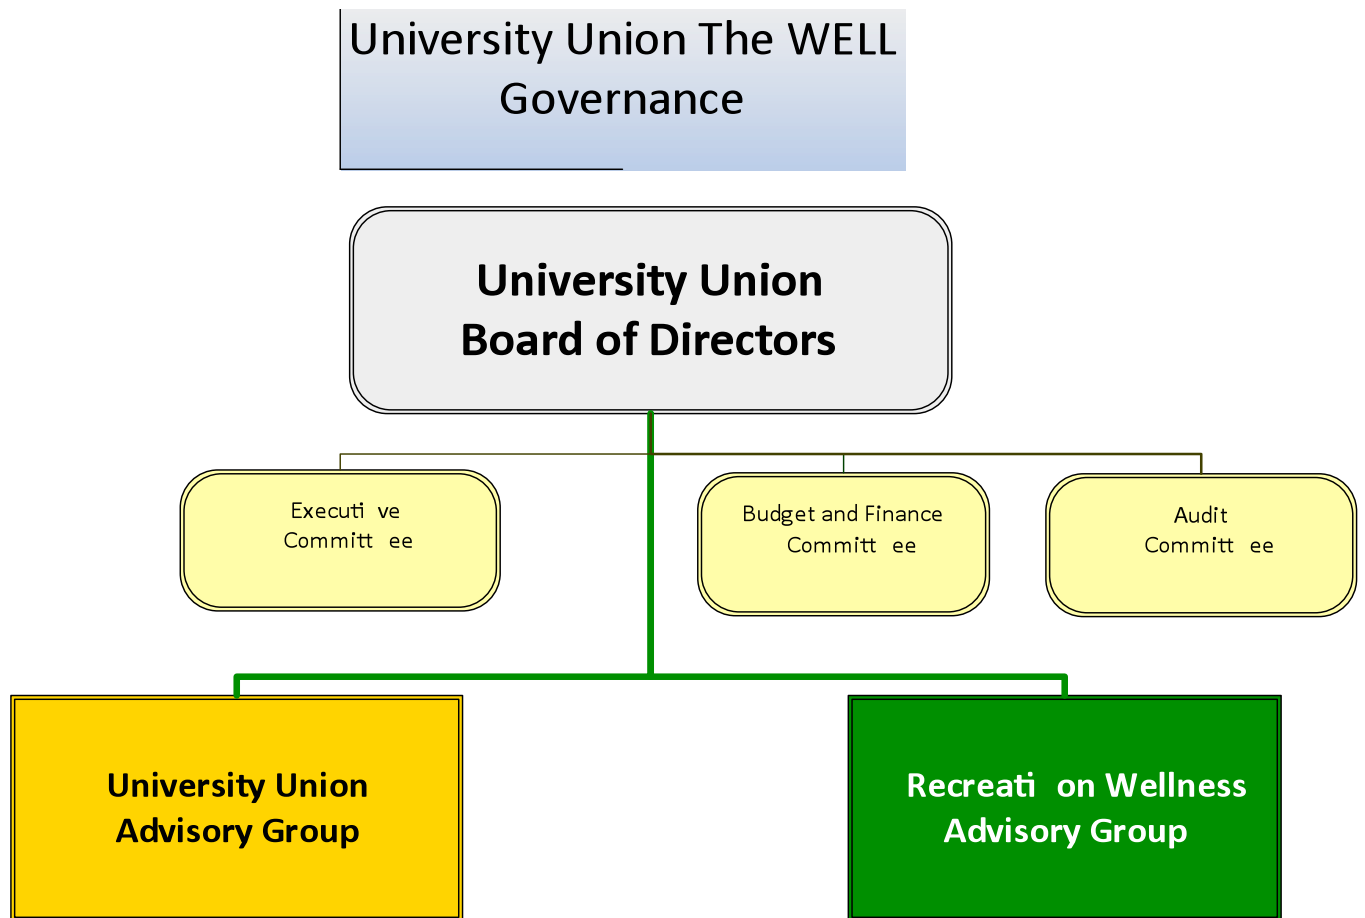 University Union The WELL
Governance
University Union
Board of Directors
Executi ve
Committ ee
Budget and Finance
Committ ee
Audit
Committ ee
University Union
Advisory Group
Recreati on Wellness
Advisory Group